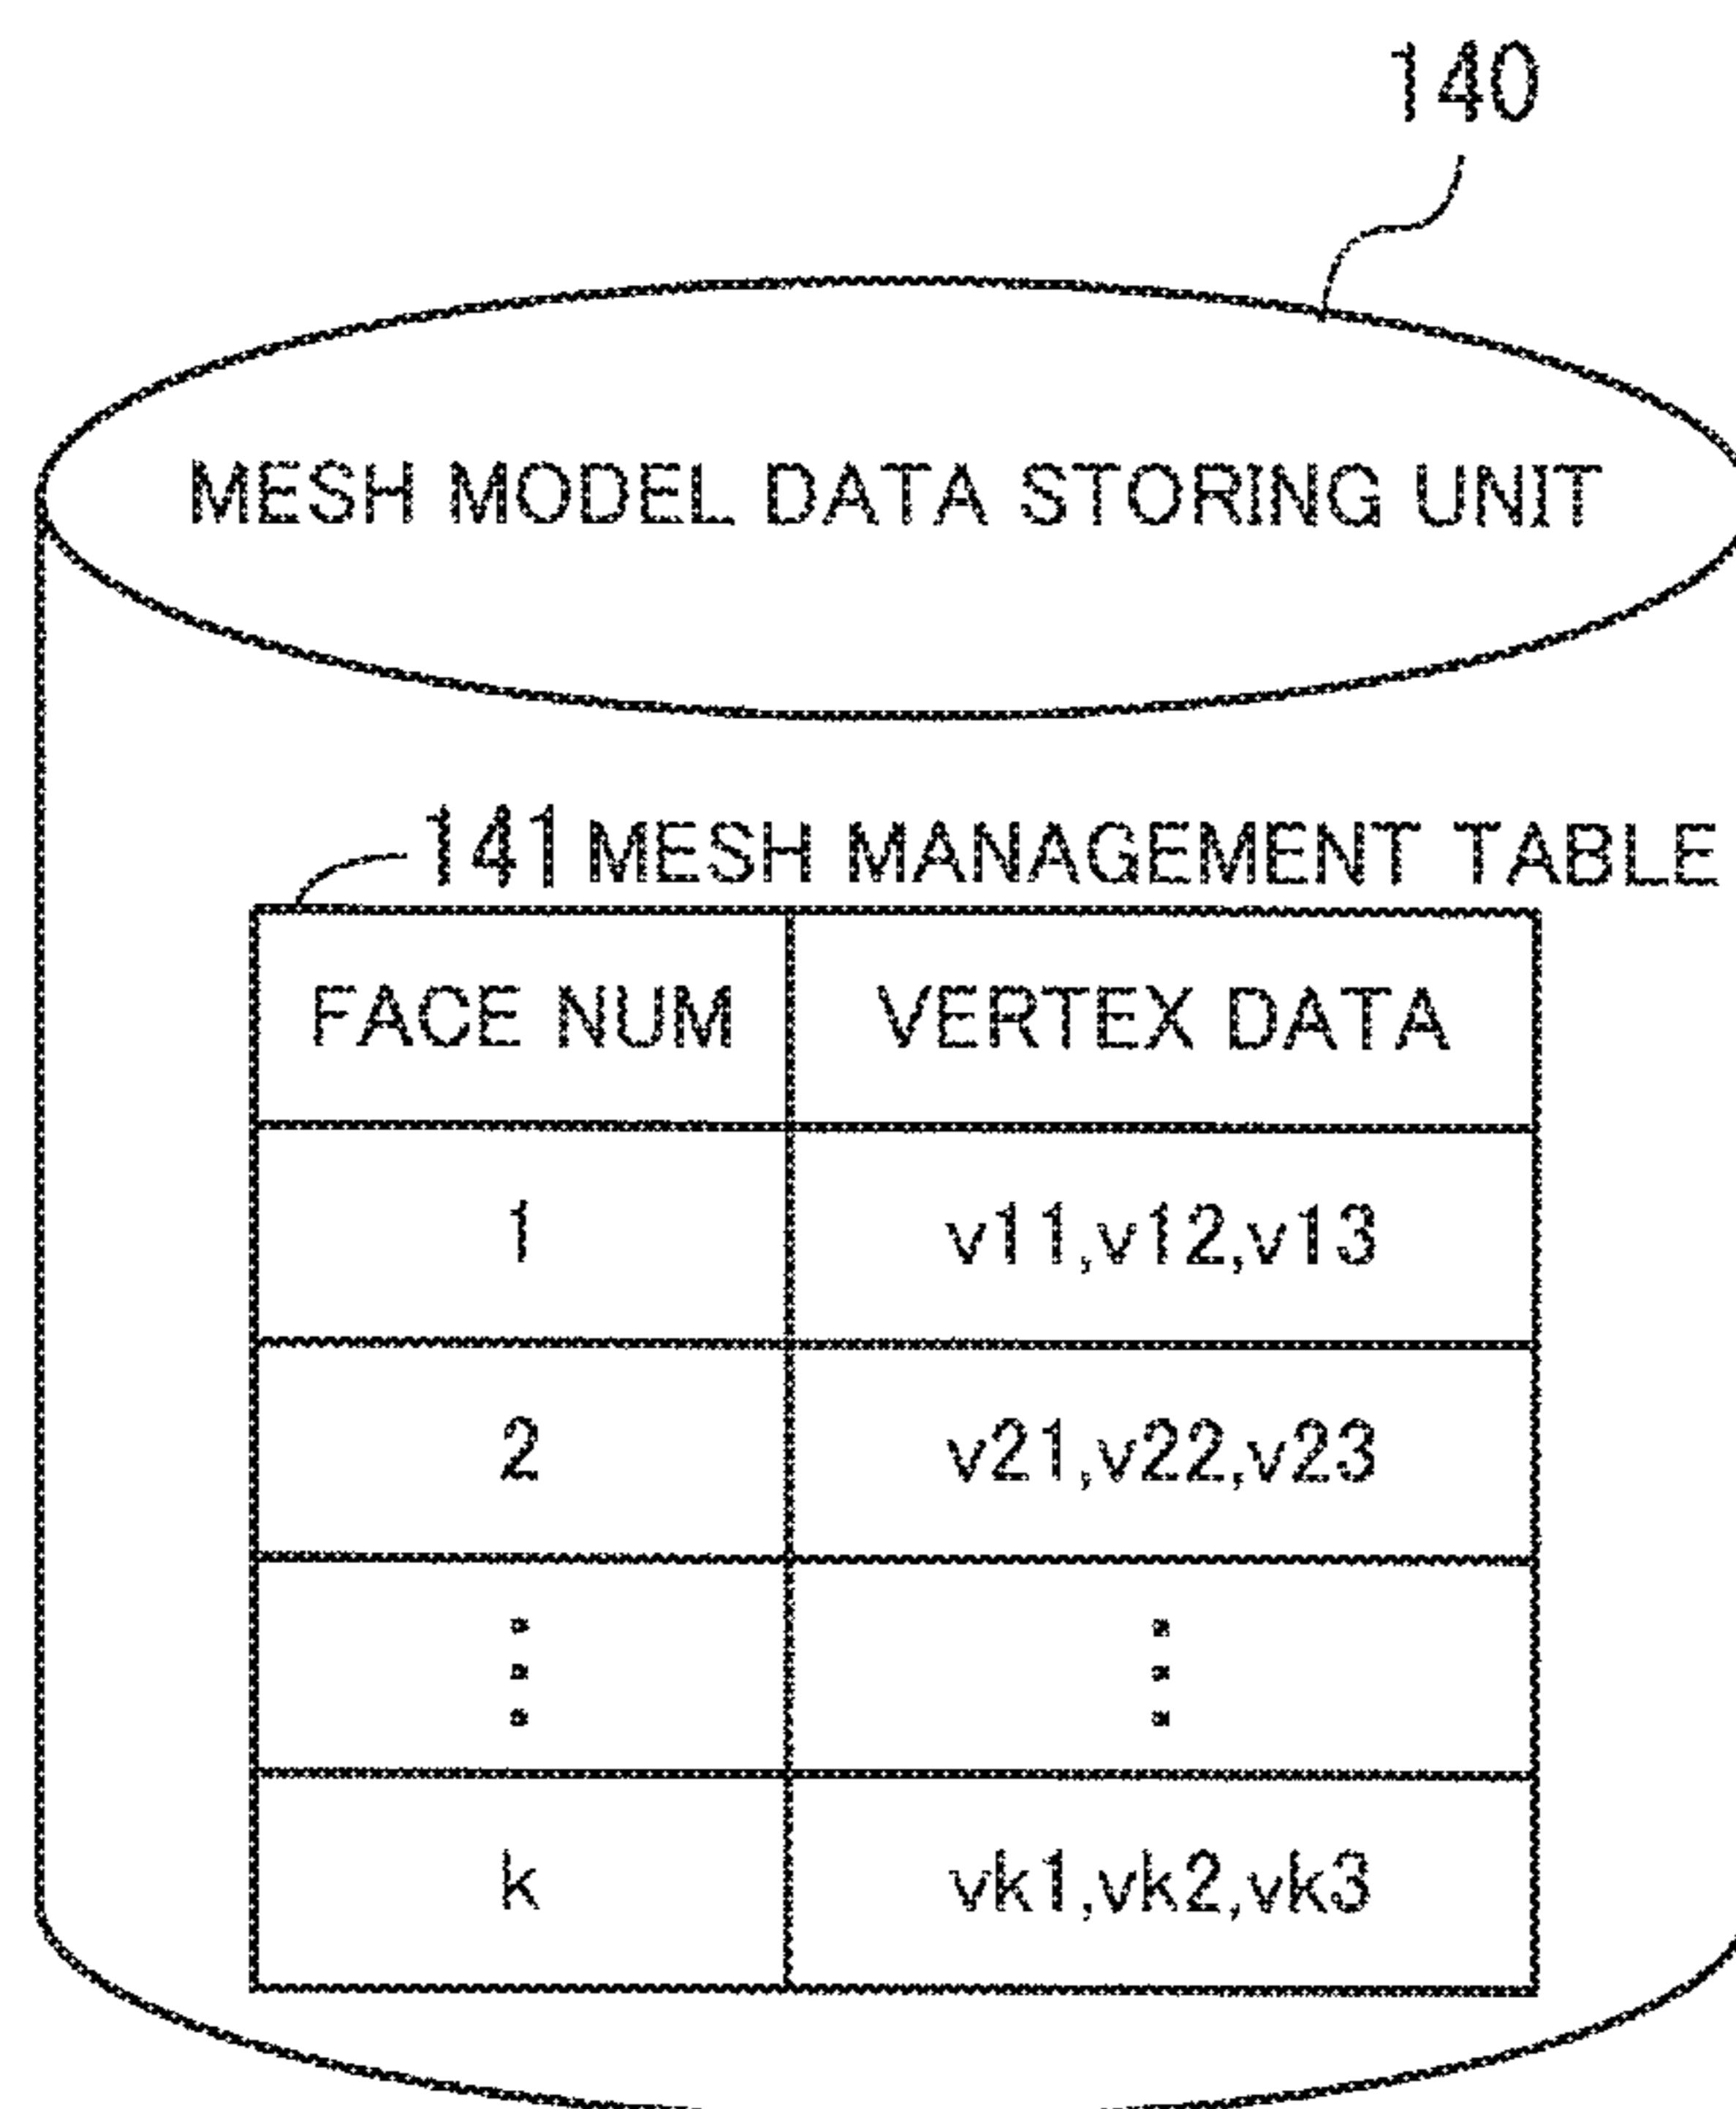 140
MESH MODEL DATA STORING UNIT
141 MESH MANAGEMENT TABLE
FACE NUM VERTEX DATA
1 v11,v12,v13
2 v21,v22,v23
⋮ ⋮
k vk1,vk2,vk3